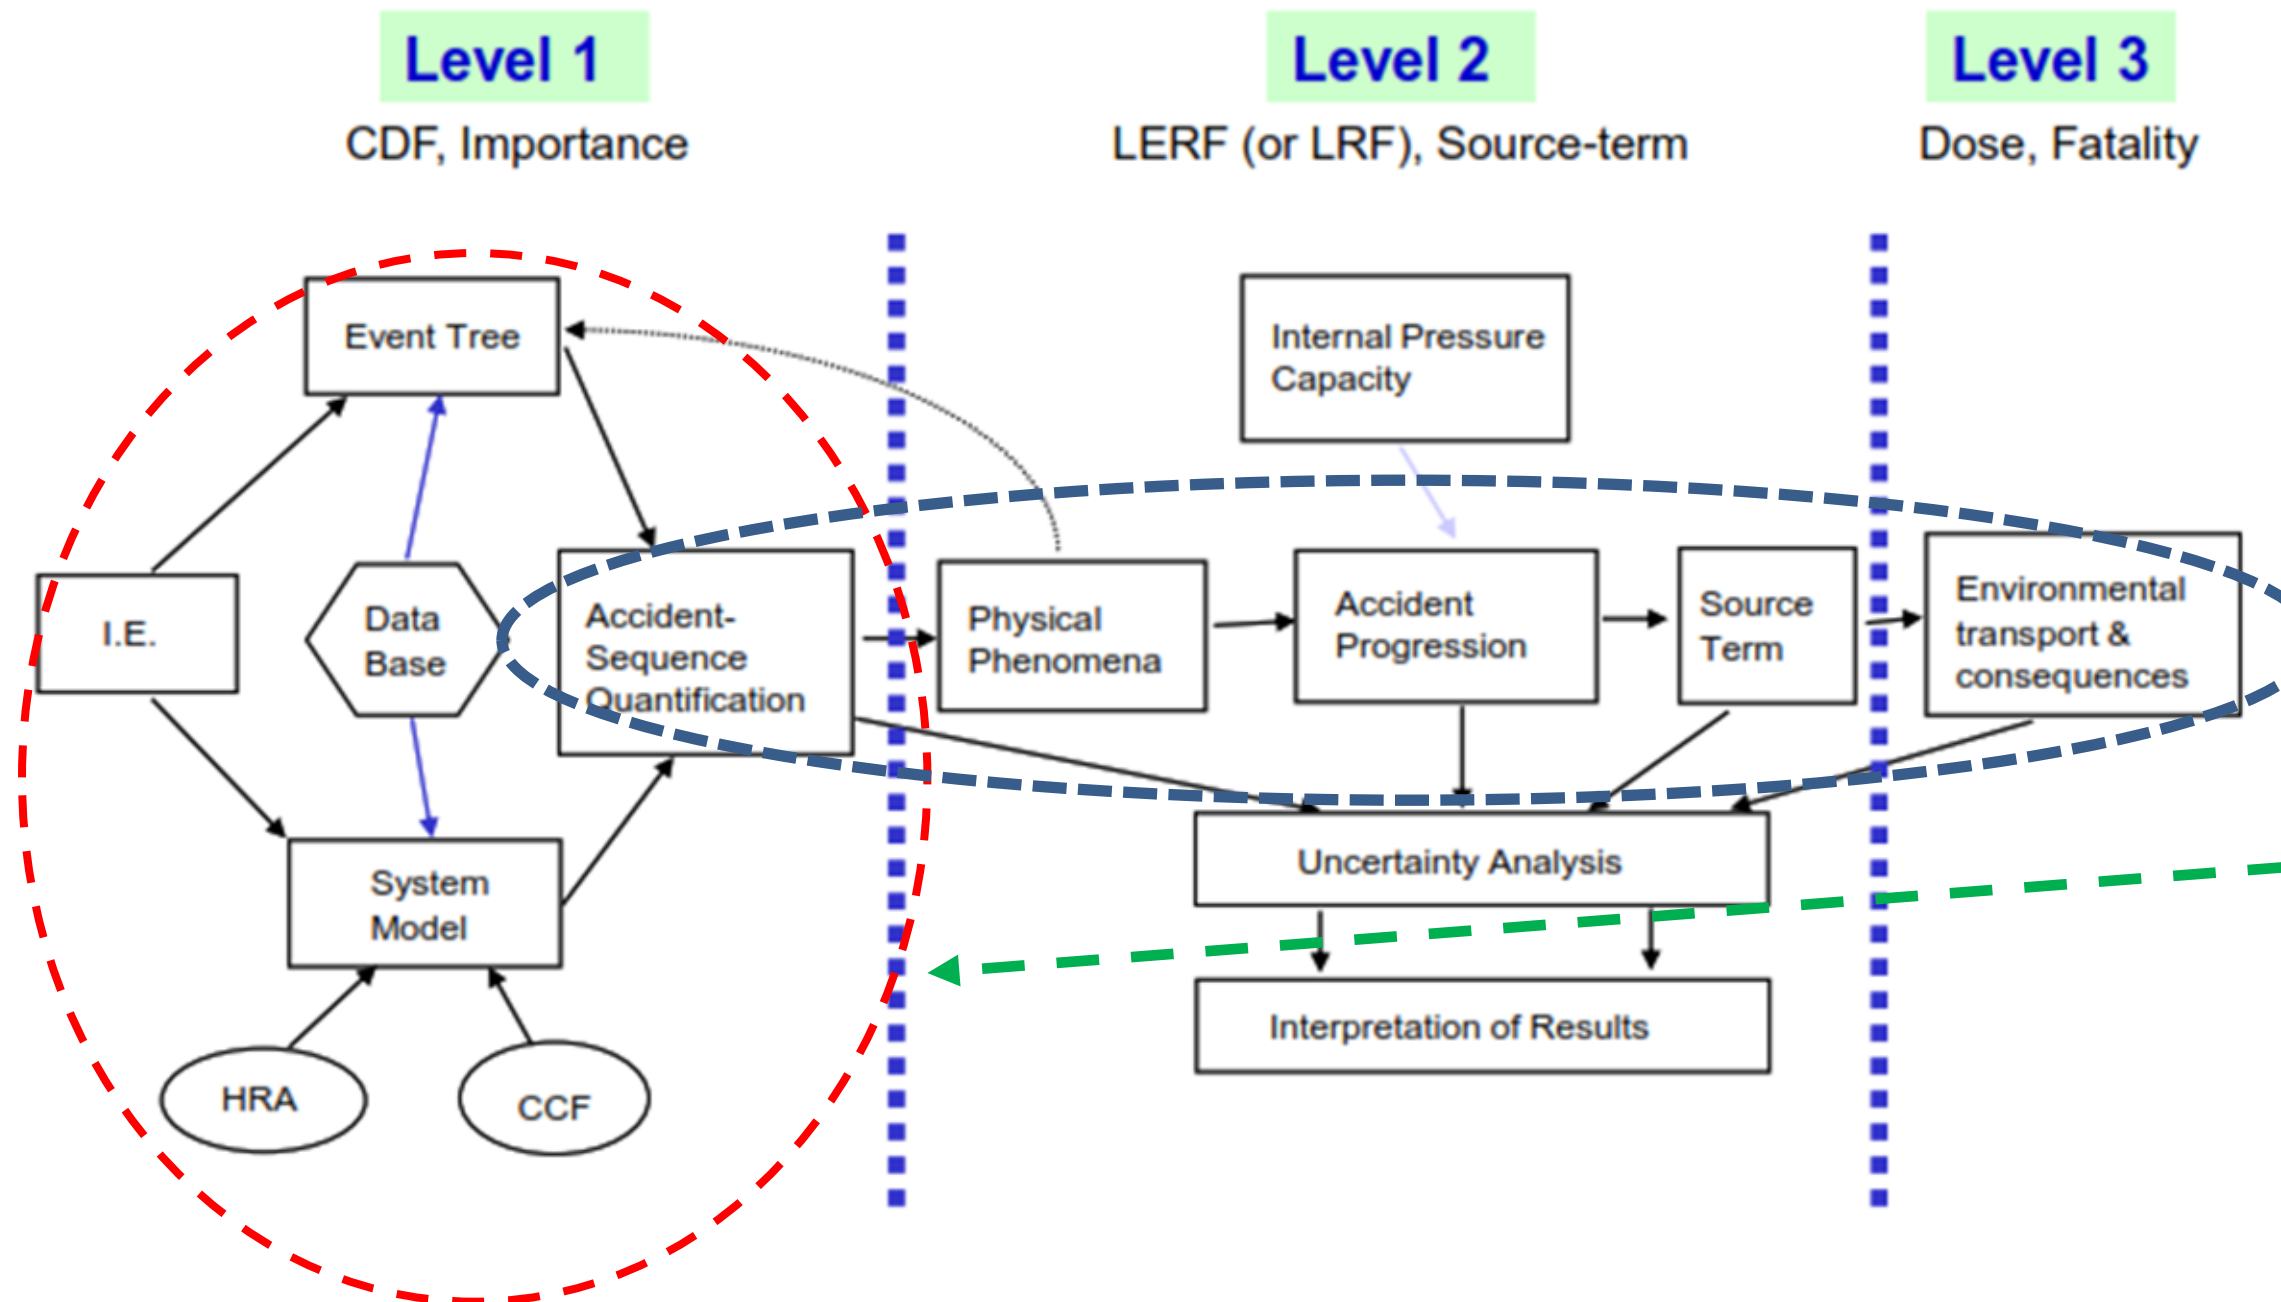 Level 1
CDF, Importance
Level 2
LERF (or LRF), Source-term
Level 3
Dose, Fatality
Event Tree
Internal Pressure
Capacity
I.E.
Data
Base
Accident-
Sequence
Quantification
Physical
Phenomena
Accident
Progression
Source
Term
Environmental
transport &
consequences
System
Model
Uncertainty Analysis
Interpretation of Results
HRA
CCF